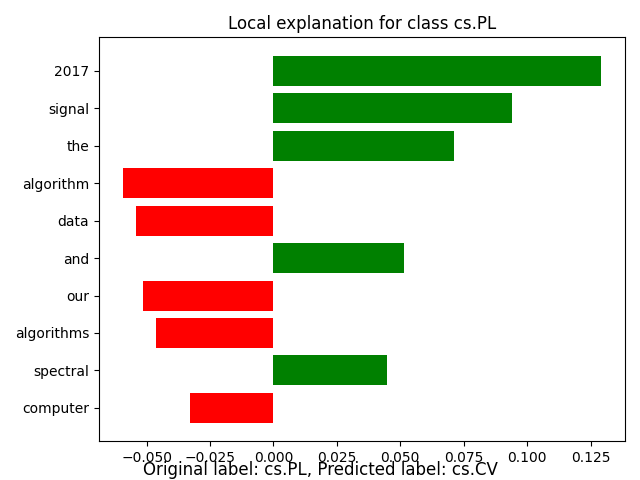 Local explanation for class cs.PL
2017
signal
the
algorithm
data
and
our
algorithms
spectral
computer
−0.050 −0.025 0.000 0.025 0.050 0.075 0.100 0.125
Original label: cs.PL, Predicted label: cs.CV